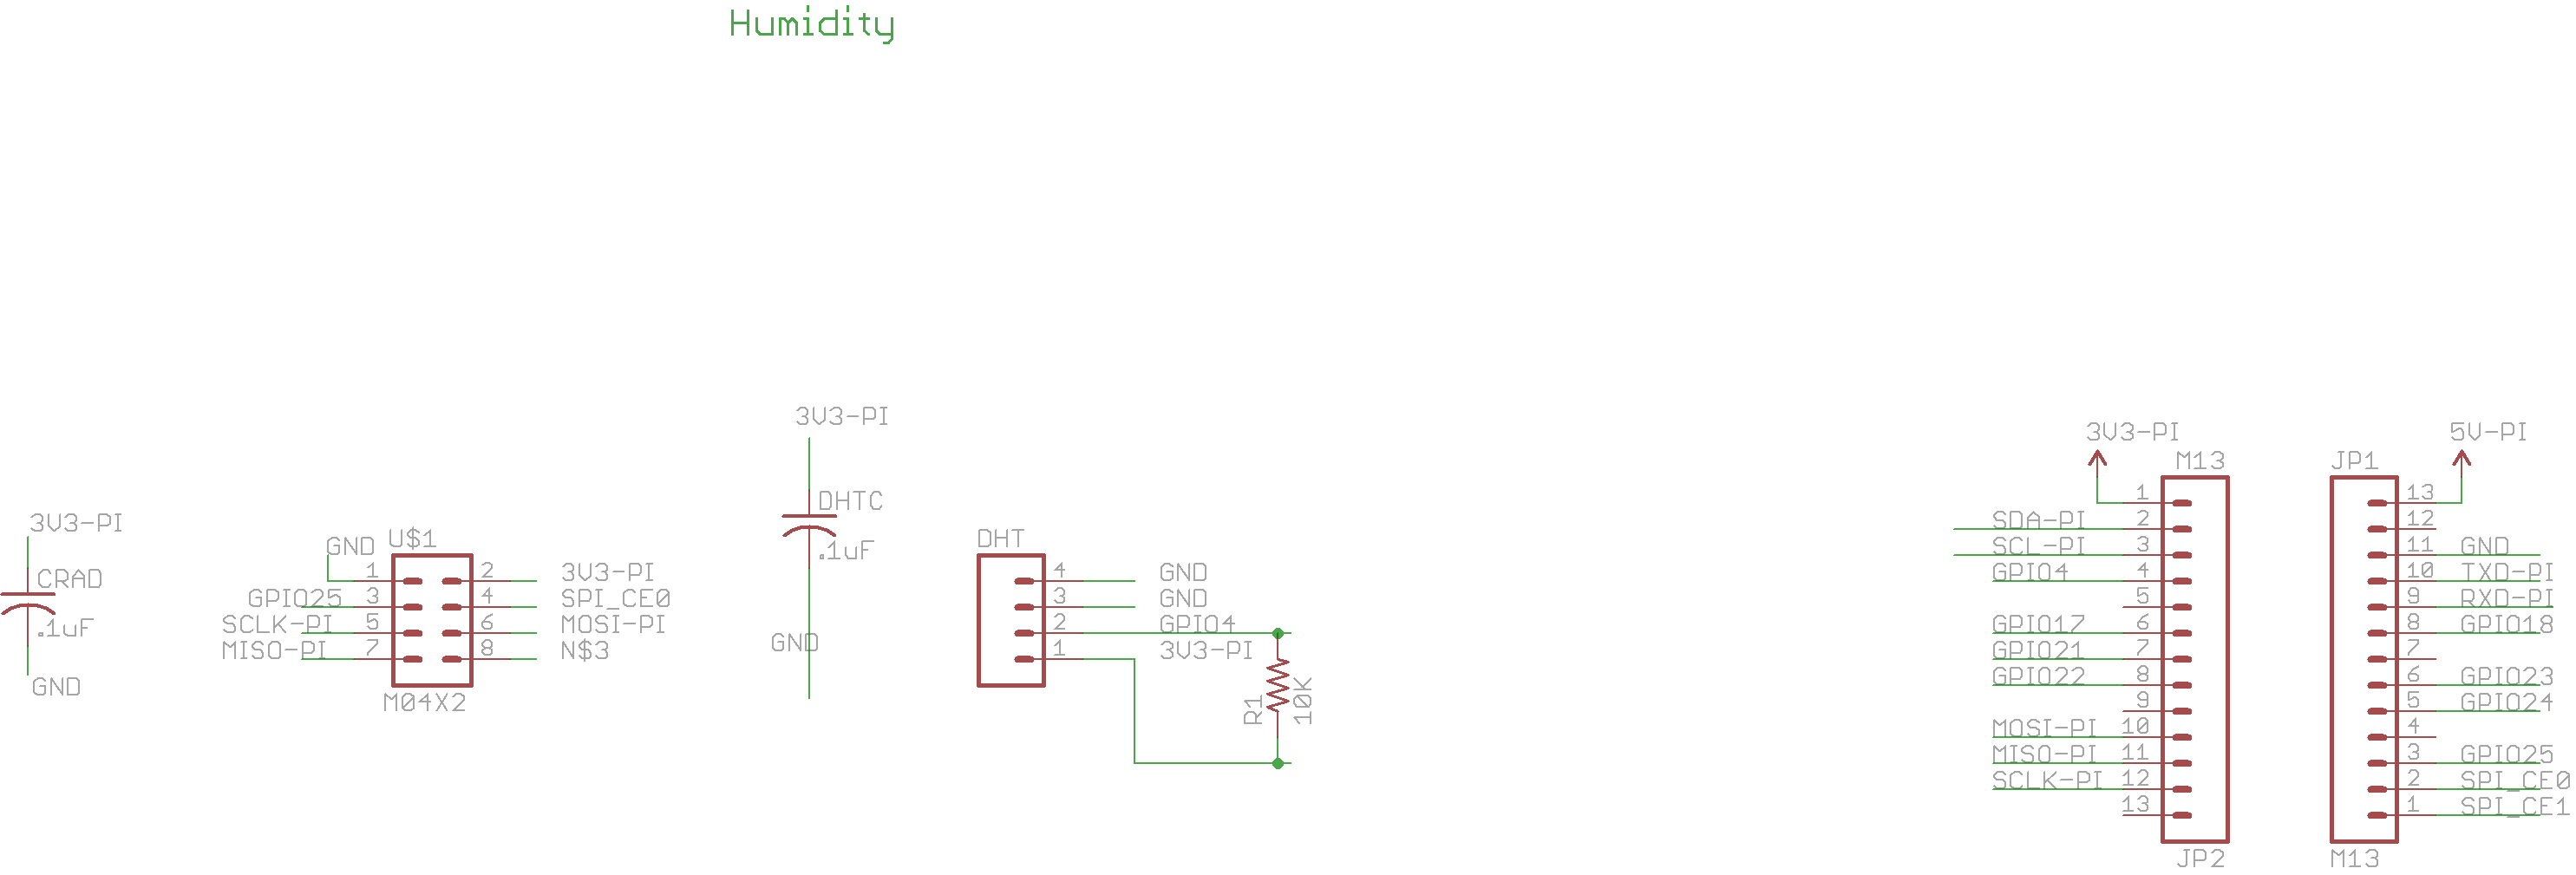 Humidity
3V3-PI
CRAD
.1uF
GND
U$1
GND
1
2
3V3-PI
GPIO25
3
4
SPI_CE0
SCLK-PI
5
6
MOSI-PI
MISO-PI
7
8
N$3
M04X2
3V3-PI
DHTC
.1uF
GND
DHT
4
GND
3
GND
2
GPIO4
1
3V3-PI
R1
10K
3V3-PI
M13
1
SDA-PI
2
SCL-PI
3
GPIO4
4
5
GPIO17
6
GPIO21
7
GPIO22
8
9
MOSI-PI
10
MISO-PI
11
SCLK-PI
12
13
JP2
5V-PI
JP1
13
12
11
GND
10
TXD-PI
9
RXD-PI
8
GPIO18
7
6
GPIO23
5
GPIO24
4
3
GPIO25
2
SPI_CE0
1
SPI_CE1
M13